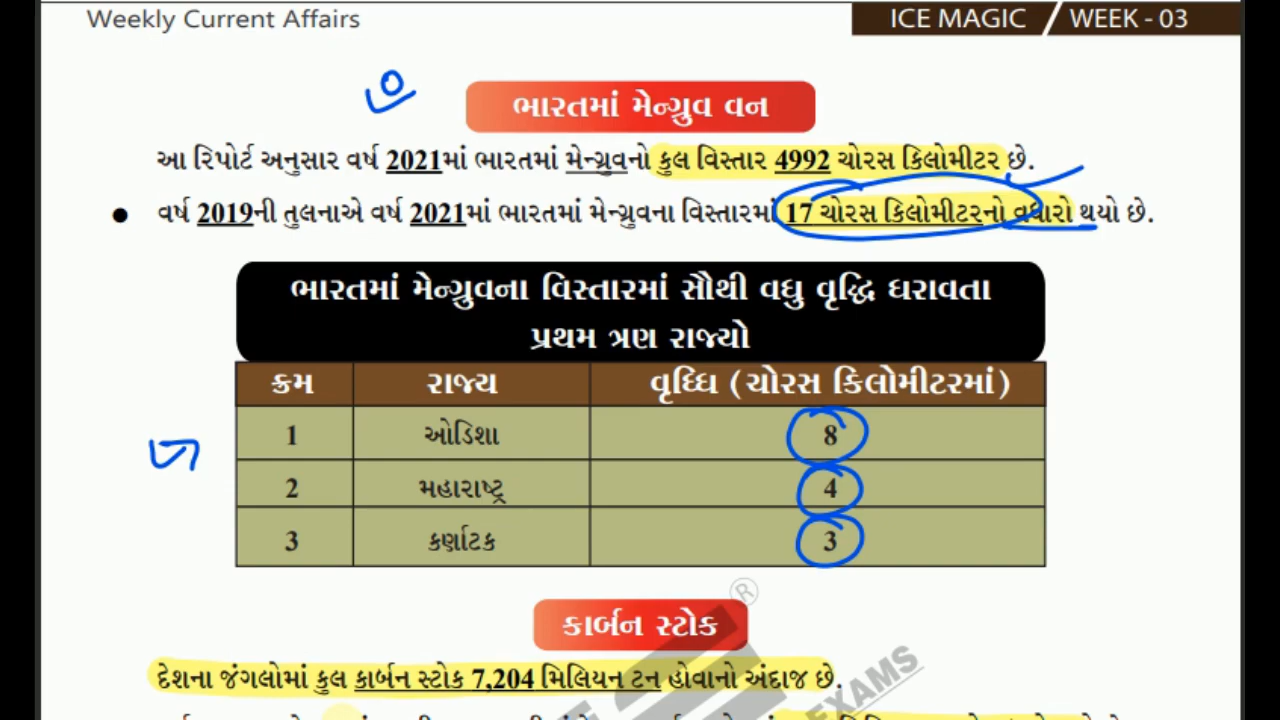 Weekly Current Affairs
ICE MAGIC / WEEK - 03
ભારતમાં મેન્ગ્રુવ વન
આ રિપોર્ટ અનુસાર વર્ષ 2021માં ભારતમાં મેન્ગ્રુવનો કુલ વિસ્તાર 4992 ચોરસ કિલોમીટર છે.
● વર્ષ 2019ની તુલનાએ વર્ષ 2021માં ભારતમાં મેન્ગ્રુવના વિસ્તારમાં 17 ચોરસ કિલોમીટરનો વધારો થયો છે.
ભારતમાં મેન્ગ્રુવના વિસ્તારમાં સૌથી વધુ વૃદ્ધિ ધરાવતા
પ્રથમ ત્રણ રાજ્યો
ક્રમ રાજ્ય વૃધ્ધિ (ચોરસ કિલોમીટરમાં)
1 ઓડિશા 8
2 મહારાષ્ટ્ર 4
3 કર્ણાટક 3
®
કાર્બન સ્ટોક
દેશના જંગલોમાં કુલ કાર્બન સ્ટોક 7,204 મિલિયન ટન હોવાનો અંદાજ છે.
EXAMS